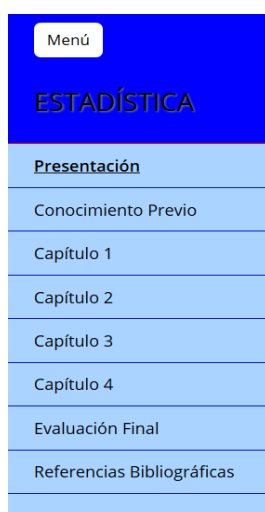 Menú
ESTADÍSTICA
Presentación
Conocimiento Previo
Capítulo 1
Capítulo 2
Capítulo 3
Capítulo 4
Evaluación Final
Referencias Bibliográficas